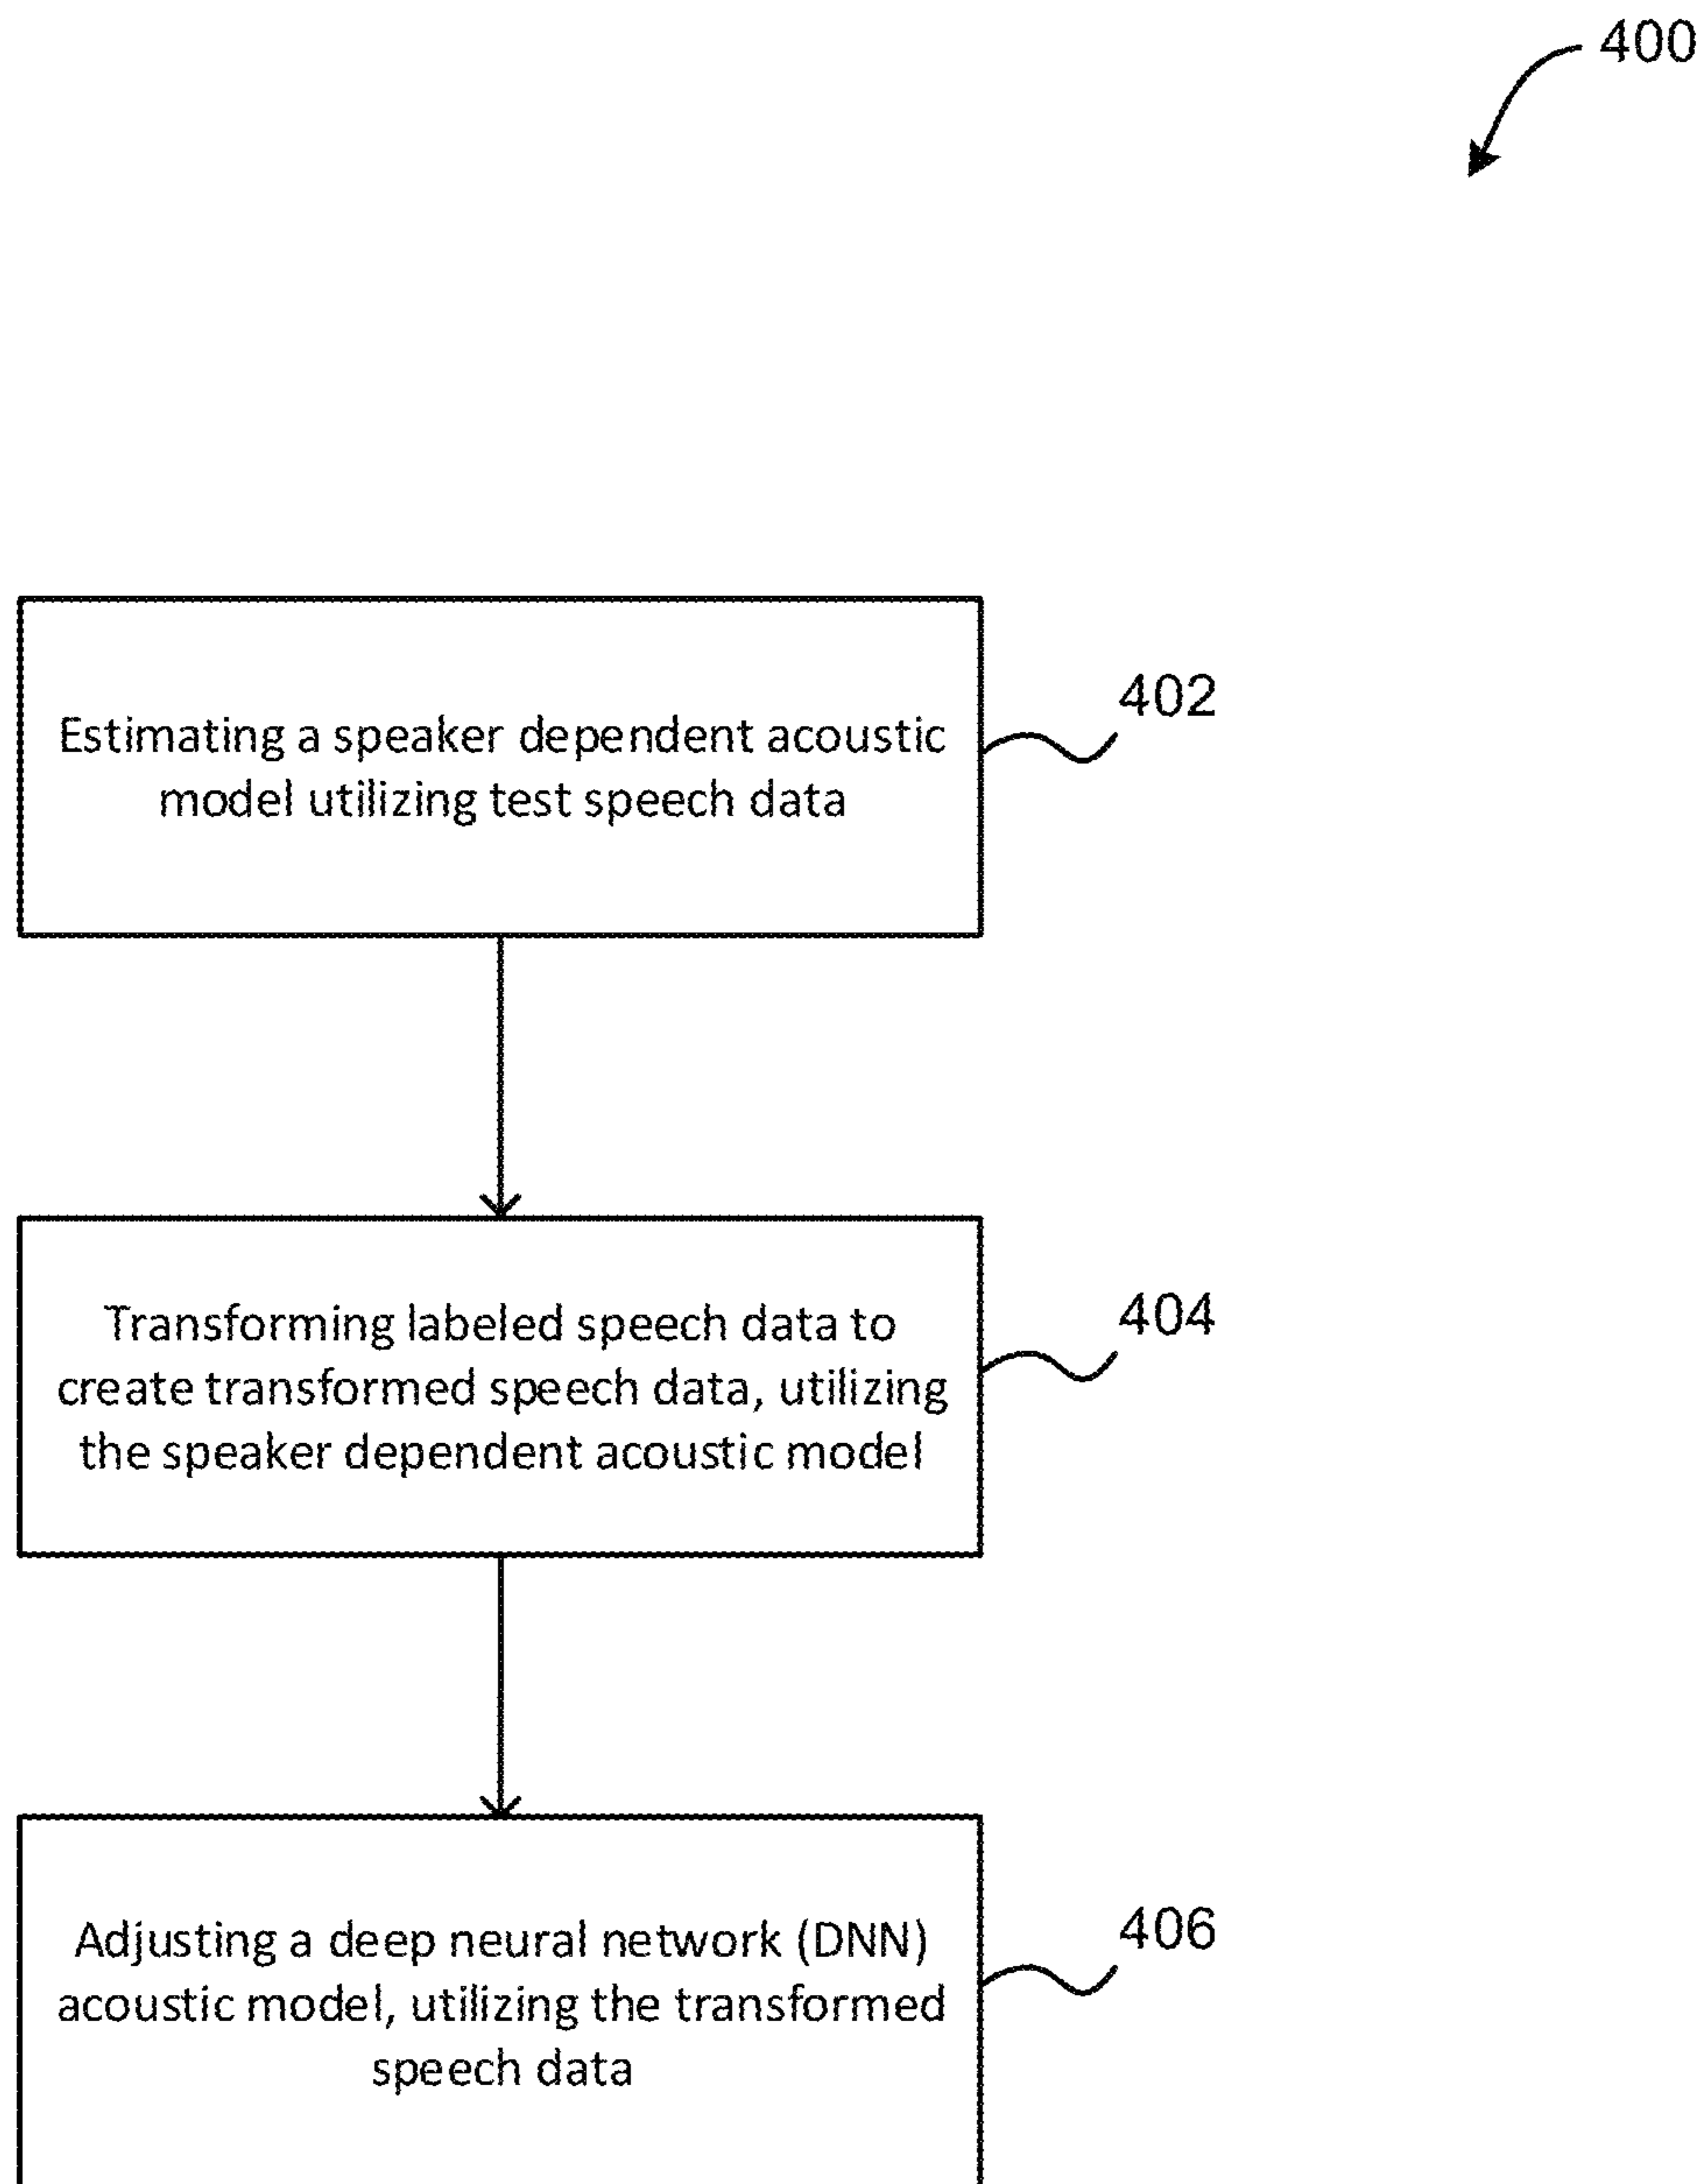 400
Estimating a speaker dependent acoustic
model utilizing test speech data
402
Transforming labeled speech data to
create transformed speech data, utilizing
the speaker dependent acoustic model
404
Adjusting a deep neural network (DNN)
acoustic model, utilizing the transformed
speech data
406